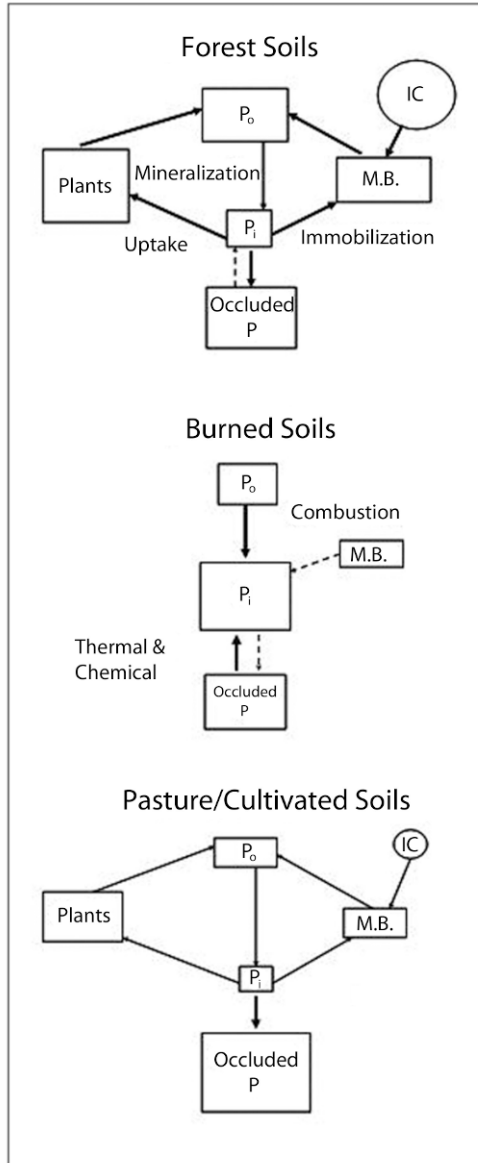 Forest Soils
Pₒ
IC
Plants
Mineralization
M.B.
Pᵢ
Uptake
Immobilization
Occluded
P
Burned Soils
Pₒ
Combustion
M.B.
Pᵢ
Thermal &
Chemical
Occluded
P
Pasture/Cultivated Soils
Pₒ
IC
Plants
M.B.
Pᵢ
Occluded
P